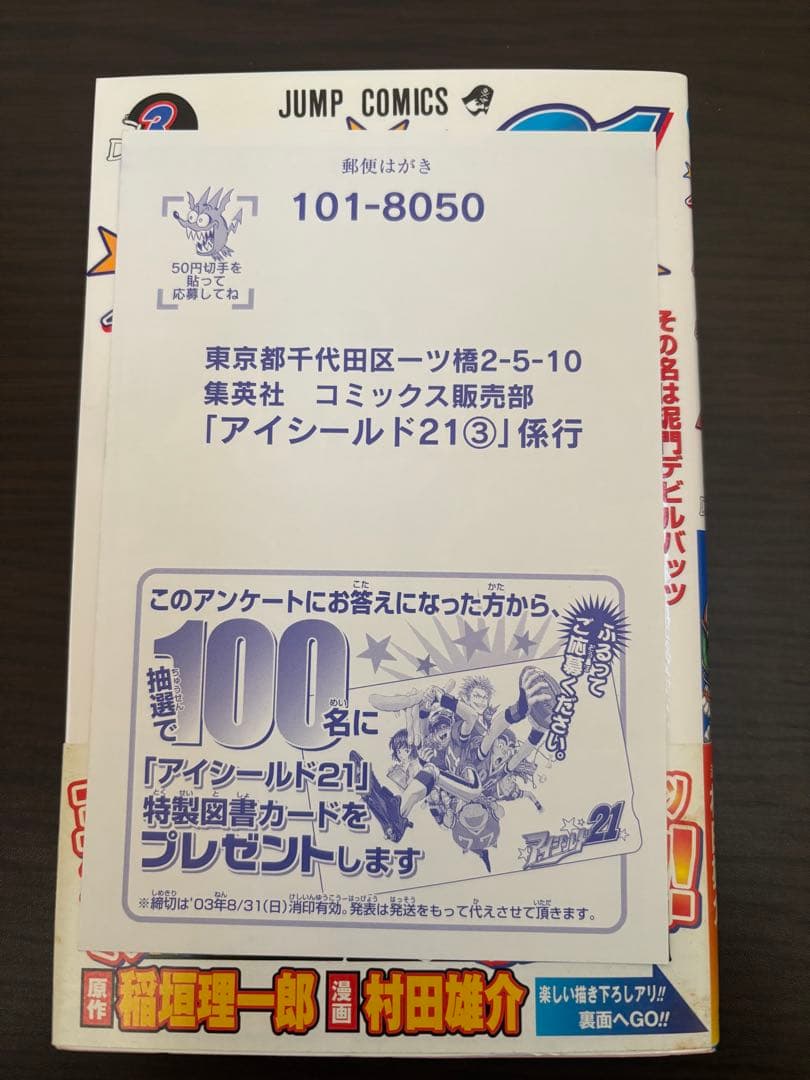 JUMP COMICS
3
21
郵便はがき
101-8050
50円切手を
貼って
応募してね
東京都千代田区一ツ橋2-5-10
集英社 コミックス販売部
「アイシールド21③」係行
その名は泥門デビルバッツ
このアンケートにお答えになった方から、
抽選で100名に
「アイシールド21」
特製図書カードを
プレゼントします
ふるって
ご応募ください。
アイシールド21
※締切は'03年8/31(日)消印有効。発表は発送をもって代えさせて頂きます。
原作 稲垣理一郎 漫画 村田雄介
楽しい描き下ろしアリ!!
裏面へGO!!